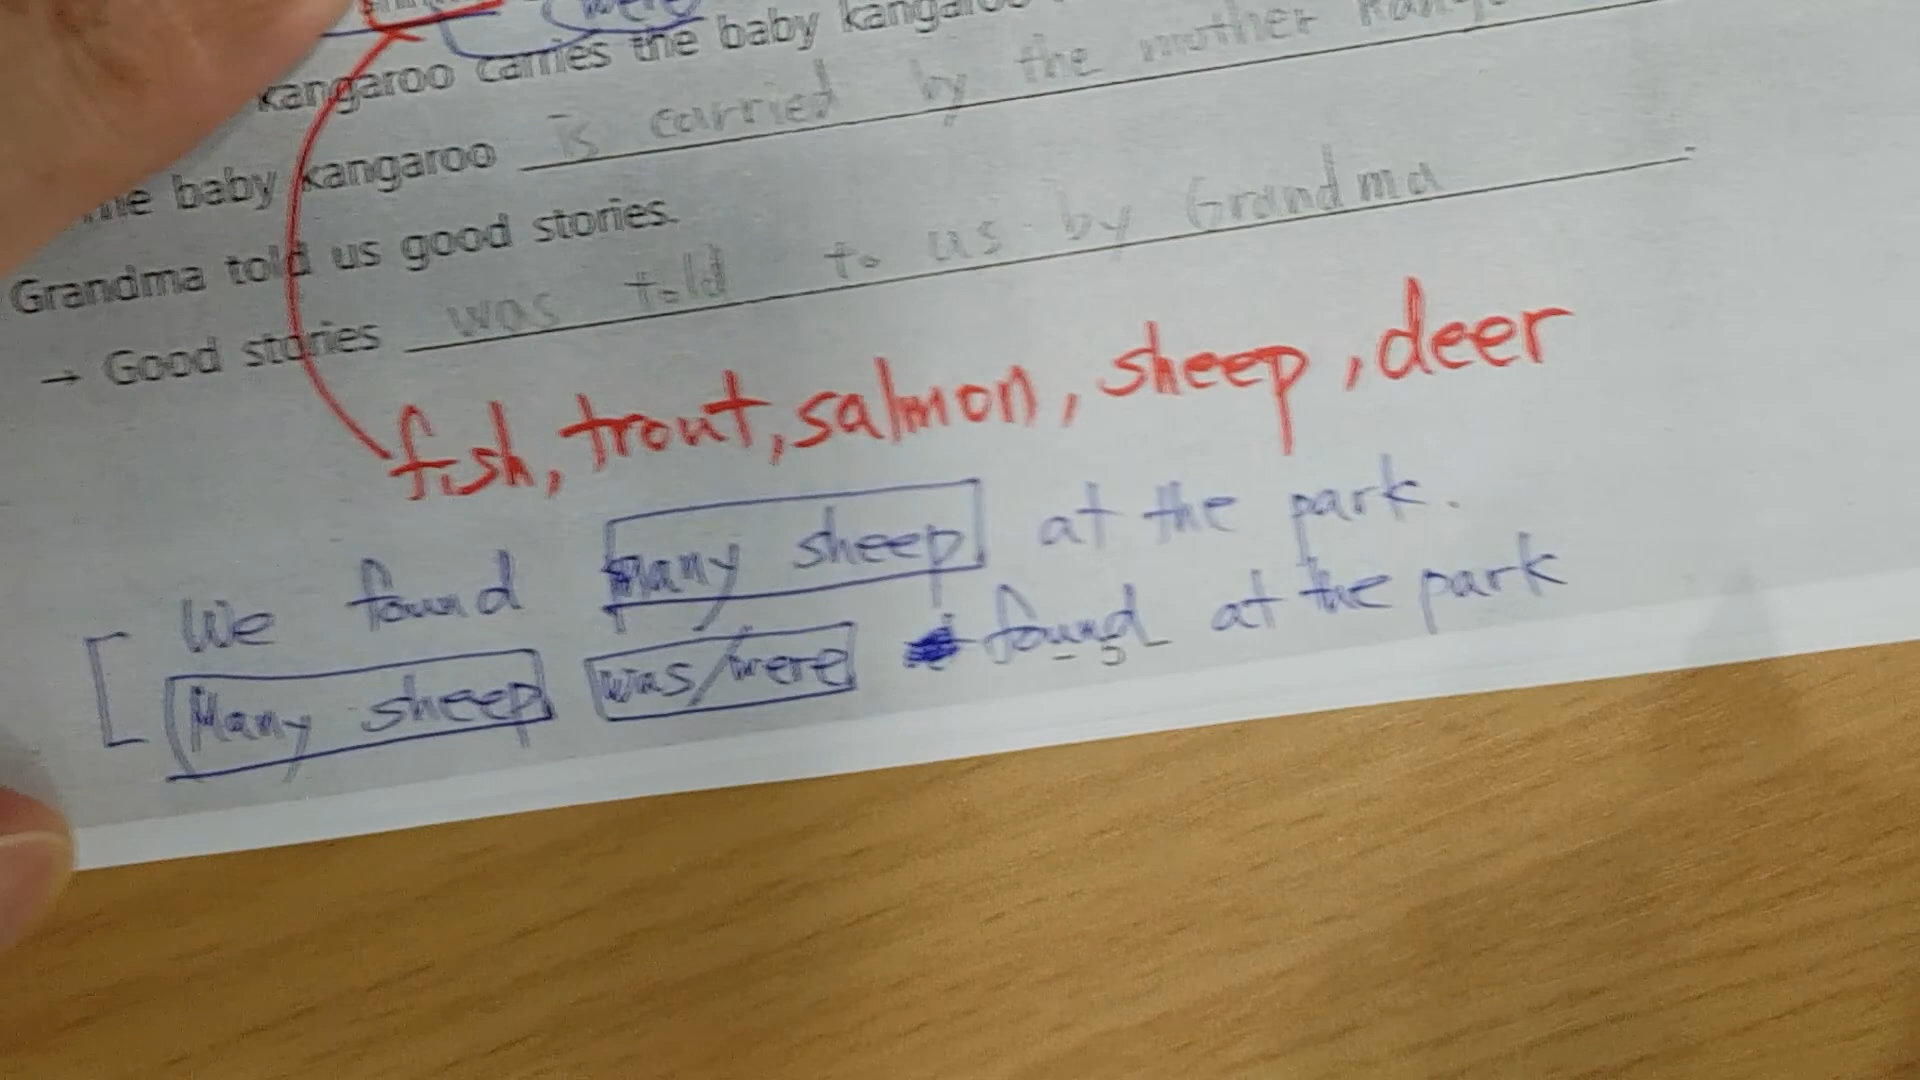 were
kangaroo carries the baby
baby kangaroo is carried by the mother
Grandma told us good stories.
→ Good stories was told to us by Grandma.
fish, trout, salmon, sheep, deer
We found many sheep at the park.
Many sheep was/were found at the park